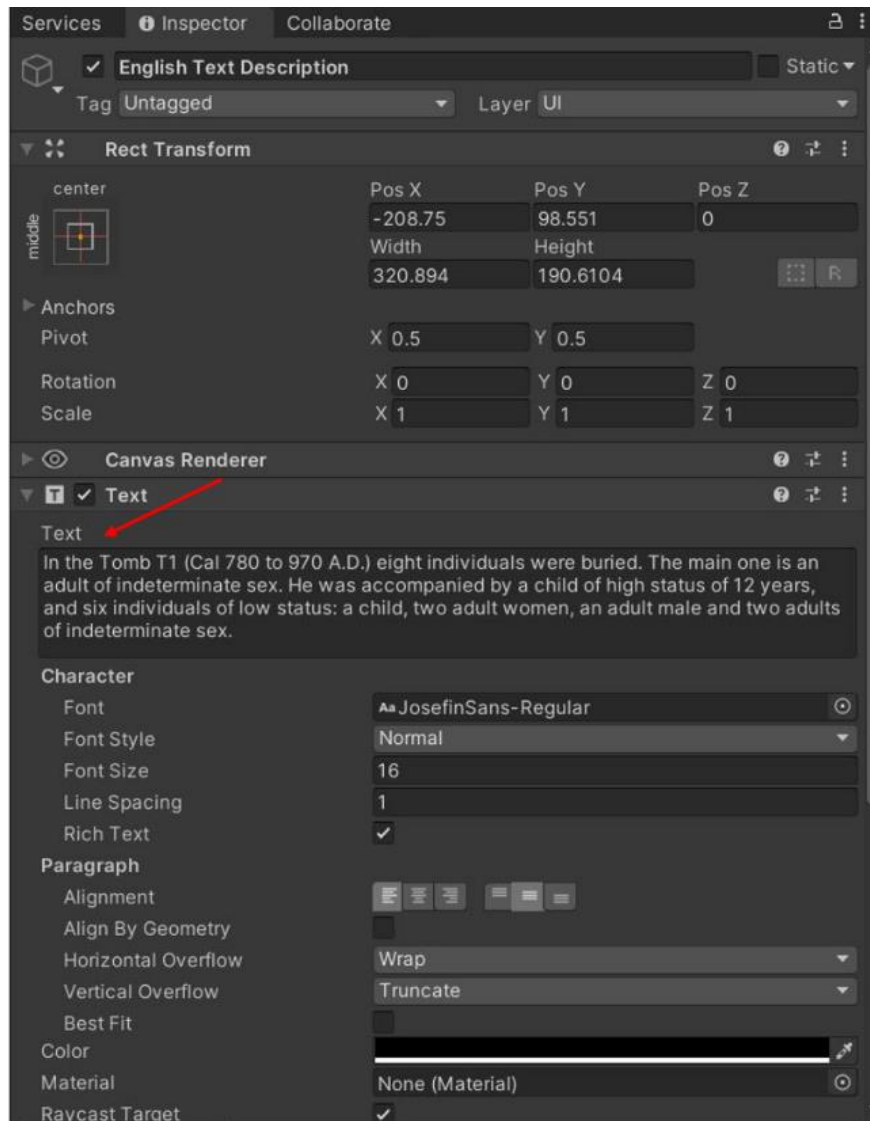 Services Inspector Collaborate
English Text Description Static
Tag Untagged Layer UI
Rect Transform
center Pos X Pos Y Pos Z
middle -208.75 98.551 0
Width Height
320.894 190.6104 R
Anchors
Pivot X 0.5 Y 0.5
Rotation X 0 Y 0 Z 0
Scale X 1 Y 1 Z 1
Canvas Renderer
T Text
Text
In the Tomb T1 (Cal 780 to 970 A.D.) eight individuals were buried. The main one is an
adult of indeterminate sex. He was accompanied by a child of high status of 12 years,
and six individuals of low status: a child, two adult women, an adult male and two adults
of indeterminate sex.
Character
Font Aa JosefinSans-Regular
Font Style Normal
Font Size 16
Line Spacing 1
Rich Text
Paragraph
Alignment
Align By Geometry
Horizontal Overflow Wrap
Vertical Overflow Truncate
Best Fit
Color
Material None (Material)
Raycast Target